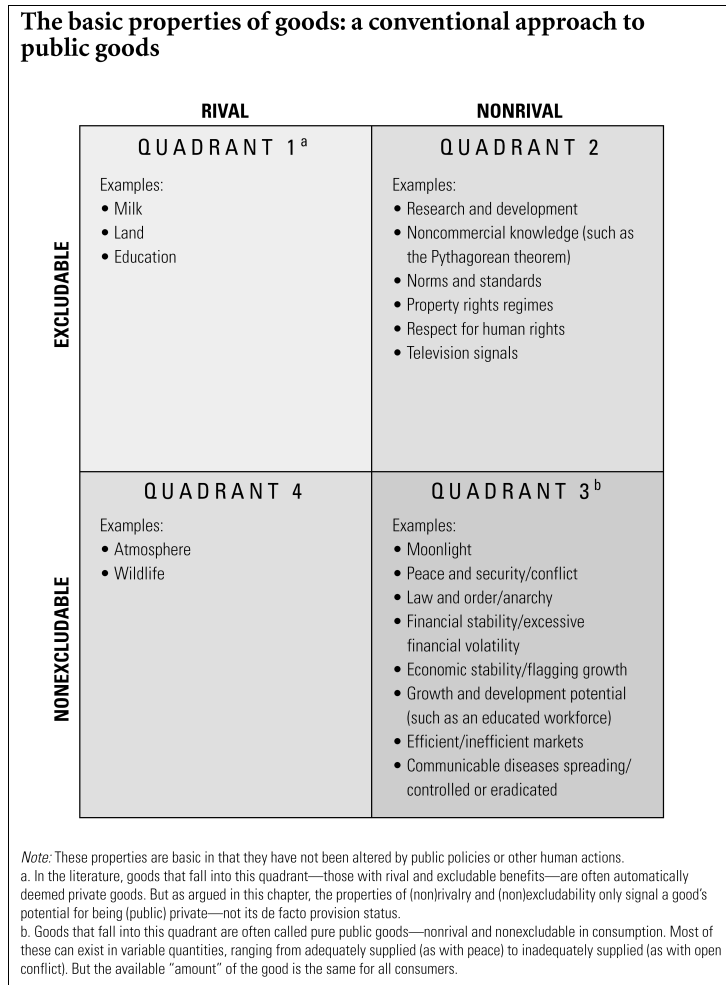 The basic properties of goods: a conventional approach to
public goods
RIVAL
NONRIVAL
EXCLUDABLE
QUADRANT 1a
Examples:
• Milk
• Land
• Education
QUADRANT 2
Examples:
• Research and development
• Noncommercial knowledge (such as
the Pythagorean theorem)
• Norms and standards
• Property rights regimes
• Respect for human rights
• Television signals
NONEXCLUDABLE
QUADRANT 4
Examples:
• Atmosphere
• Wildlife
QUADRANT 3b
Examples:
• Moonlight
• Peace and security/conflict
• Law and order/anarchy
• Financial stability/excessive
financial volatility
• Economic stability/flagging growth
• Growth and development potential
(such as an educated workforce)
• Efficient/inefficient markets
• Communicable diseases spreading/
controlled or eradicated
Note: These properties are basic in that they have not been altered by public policies or other human actions.
a. In the literature, goods that fall into this quadrant—those with rival and excludable benefits—are often automatically
deemed private goods. But as argued in this chapter, the properties of (non)rivalry and (non)excludability only signal a good's
potential for being (public) private—not its de facto provision status.
b. Goods that fall into this quadrant are often called pure public goods—nonrival and nonexcludable in consumption. Most of
these can exist in variable quantities, ranging from adequately supplied (as with peace) to inadequately supplied (as with open
conflict). But the available “amount” of the good is the same for all consumers.